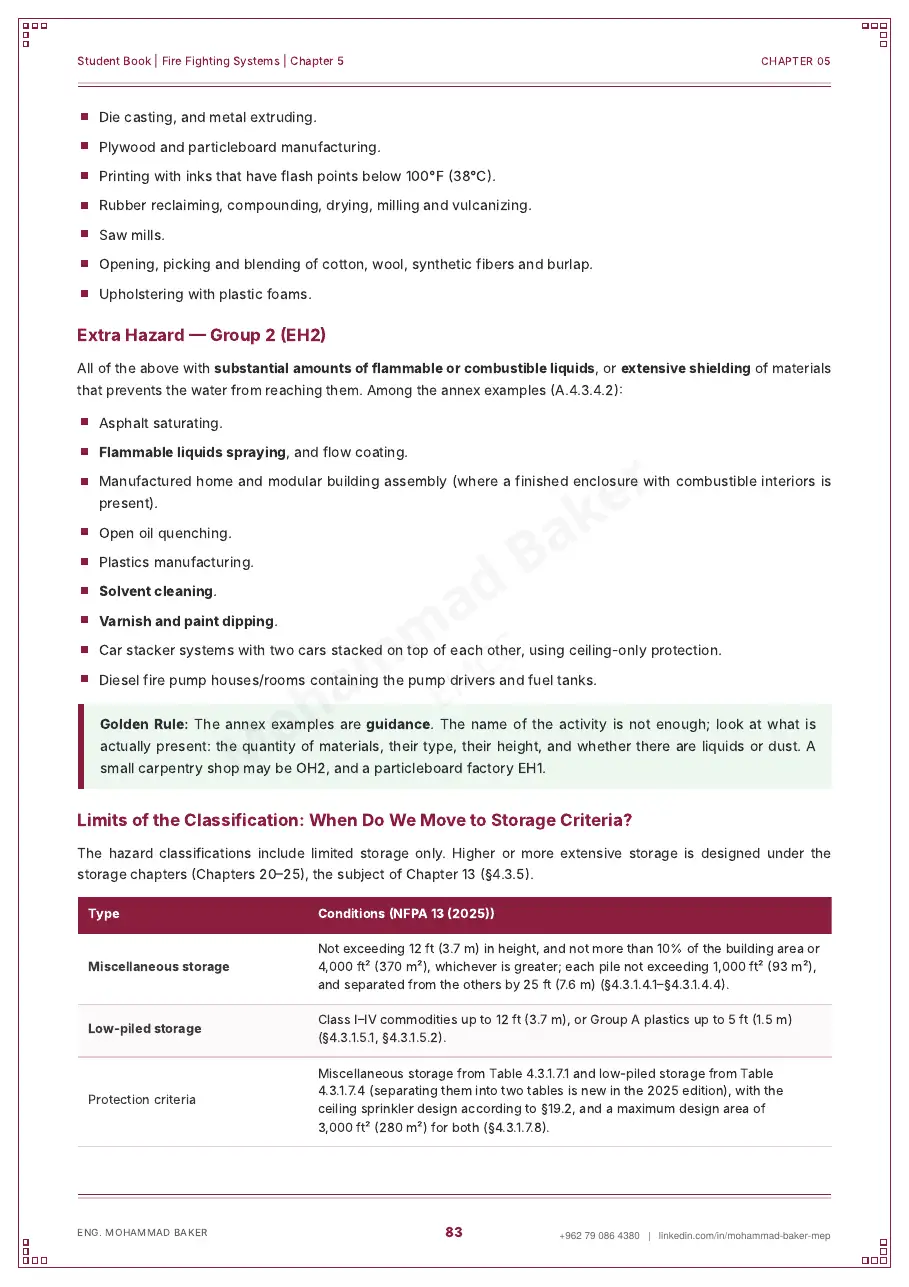 Student Book | Fire Fighting Systems | Chapter 5
CHAPTER 05
Die casting, and metal extruding.
Plywood and particleboard manufacturing.
Printing with inks that have flash points below 100°F (38°C).
Rubber reclaiming, compounding, drying, milling and vulcanizing.
Saw mills.
Opening, picking and blending of cotton, wool, synthetic fibers and burlap.
Upholstering with plastic foams.
Extra Hazard — Group 2 (EH2)
All of the above with substantial amounts of flammable or combustible liquids, or extensive shielding of materials
that prevents the water from reaching them. Among the annex examples (A.4.3.4.2):
Asphalt saturating.
Flammable liquids spraying, and flow coating.
Manufactured home and modular building assembly (where a finished enclosure with combustible interiors is
present).
Open oil quenching.
Plastics manufacturing.
Solvent cleaning.
Varnish and paint dipping.
Car stacker systems with two cars stacked on top of each other, using ceiling-only protection.
Diesel fire pump houses/rooms containing the pump drivers and fuel tanks.
Golden Rule: The annex examples are guidance. The name of the activity is not enough; look at what is
actually present: the quantity of materials, their type, their height, and whether there are liquids or dust. A
small carpentry shop may be OH2, and a particleboard factory EH1.
Limits of the Classification: When Do We Move to Storage Criteria?
The hazard classifications include limited storage only. Higher or more extensive storage is designed under the
storage chapters (Chapters 20–25), the subject of Chapter 13 (§4.3.5).
Type
Conditions (NFPA 13 (2025))
Miscellaneous storage
Not exceeding 12 ft (3.7 m) in height, and not more than 10% of the building area or
4,000 ft² (370 m²), whichever is greater; each pile not exceeding 1,000 ft² (93 m²),
and separated from the others by 25 ft (7.6 m) (§4.3.1.4.1–§4.3.1.4.4).
Low-piled storage
Class I–IV commodities up to 12 ft (3.7 m), or Group A plastics up to 5 ft (1.5 m)
(§4.3.1.5.1, §4.3.1.5.2).
Protection criteria
Miscellaneous storage from Table 4.3.1.7.1 and low-piled storage from Table
4.3.1.7.4 (separating them into two tables is new in the 2025 edition), with the
ceiling sprinkler design according to §19.2, and a maximum design area of
3,000 ft² (280 m²) for both (§4.3.1.7.8).
Mohammad Baker
ENG. MOHAMMAD BAKER
83
+962 79 086 4380 | linkedin.com/in/mohammad-baker-mep